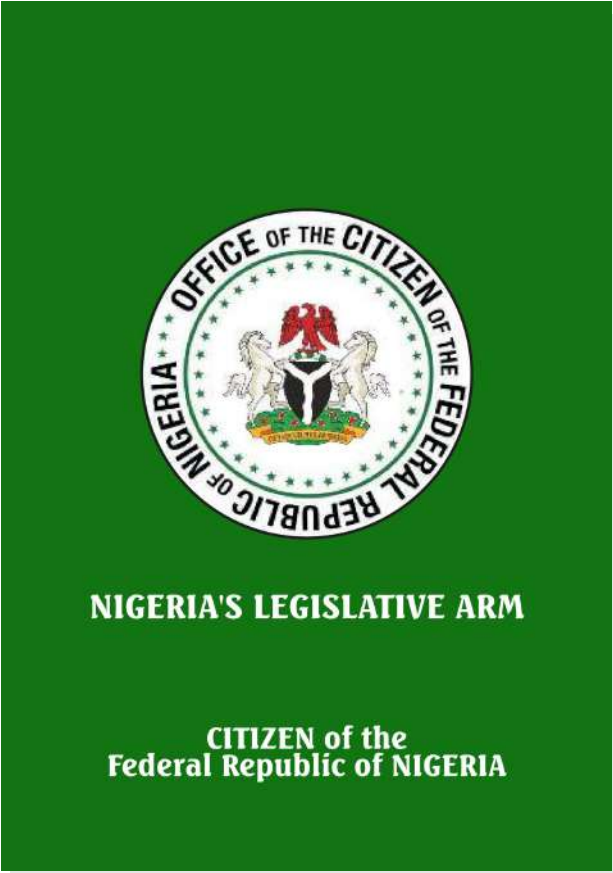 OFFICE OF THE CITIZEN OF THE FEDERAL REPUBLIC OF NIGERIA
NIGERIA'S LEGISLATIVE ARM
CITIZEN of the
Federal Republic of NIGERIA